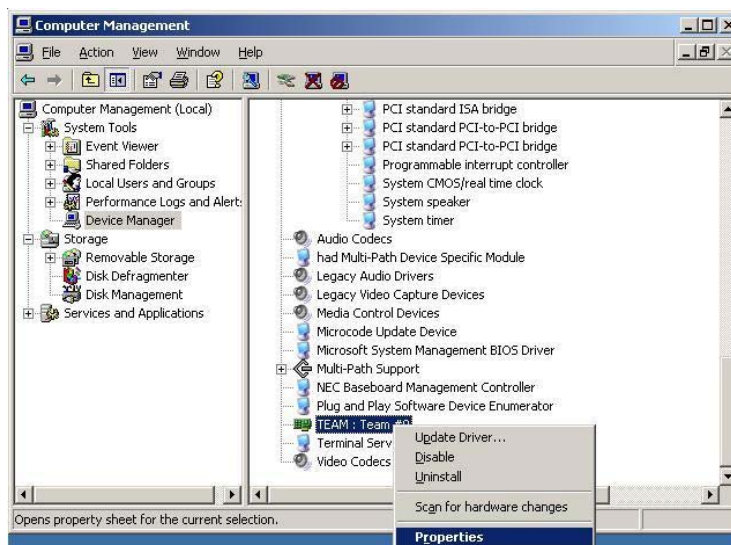 Computer Management
File Action View Window Help
Computer Management (Local)
System Tools
Event Viewer
Shared Folders
Local Users and Groups
Performance Logs and Alert:
Device Manager
Storage
Removable Storage
Disk Defragmenter
Disk Management
Services and Applications
PCI standard ISA bridge
PCI standard PCI-to-PCI bridge
PCI standard PCI-to-PCI bridge
Programmable interrupt controller
System CMOS/real time clock
System speaker
System timer
Audio Codecs
had Multi-Path Device Specific Module
Legacy Audio Drivers
Legacy Video Capture Devices
Media Control Devices
Microcode Update Device
Microsoft System Management BIOS Driver
Multi-Path Support
NEC Baseboard Management Controller
Plug and Play Software Device Enumerator
TEAM : Team #0
Terminal Serv
Video Codecs
Update Driver...
Disable
Uninstall
Scan for hardware changes
Properties
Opens property sheet for the current selection.